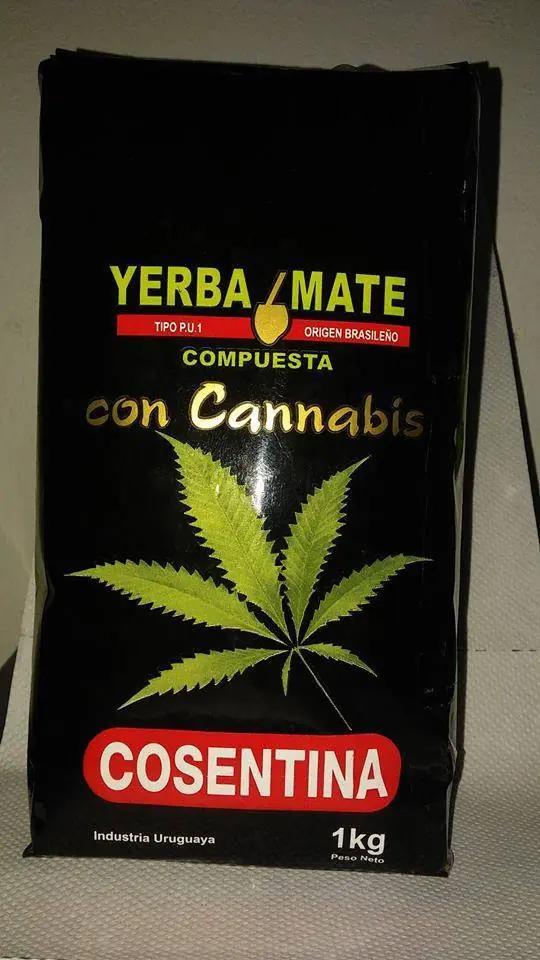 YERBA MATE
TIPO P.U.1 ORIGEN BRASILEÑO
COMPUESTA
con Cannabis
COSENTINA
Industria Uruguaya
1kg
Peso Neto